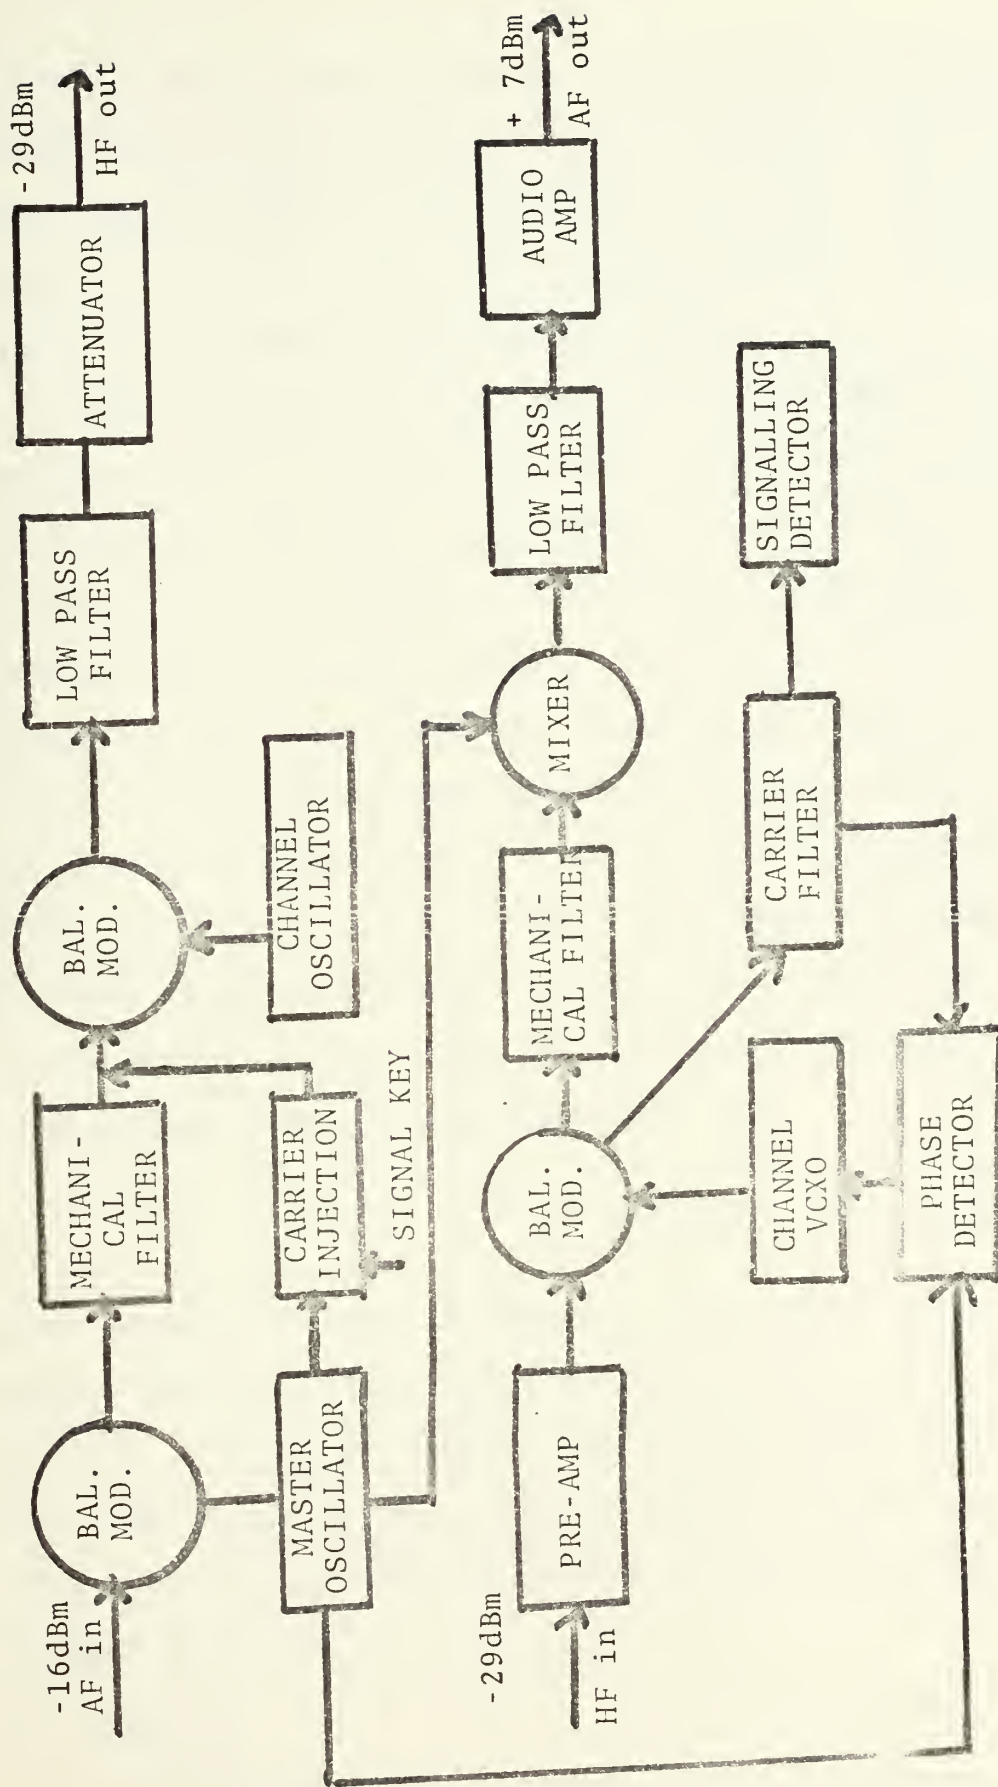 -16dBm
AF in
BAL.
MOD.
MECHANI-
CAL
FILTER
BAL.
MOD.
LOW PASS
FILTER
ATTENUATOR
-29dBm
HF out
MASTER
OSCILLATOR
CARRIER
INJECTION
SIGNAL KEY
CHANNEL
OSCILLATOR
-29dBm
HF in
PRE-AMP
BAL.
MOD.
MECHANI-
CAL FILTER
MIXER
LOW PASS
FILTER
AUDIO
AMP
+ 7dBm
AF out
CHANNEL
VCXO
CARRIER
FILTER
SIGNALLING
DETECTOR
PHASE
DETECTOR